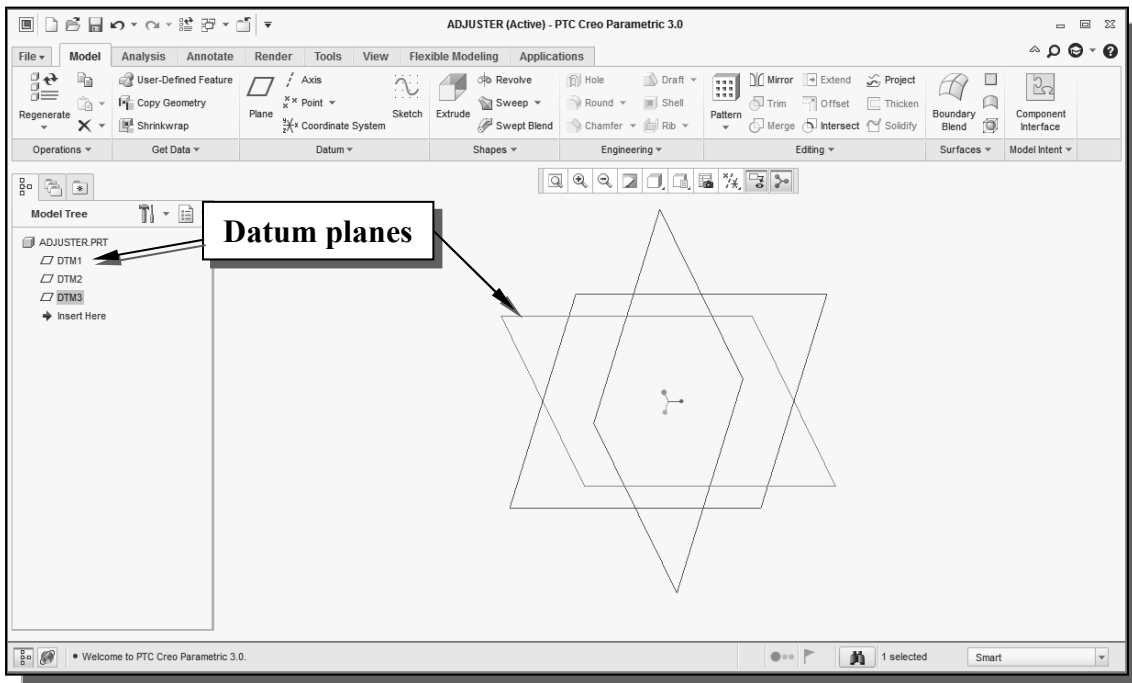 ADJUSTER (Active) - PTC Creo Parametric 3.0
File Model Analysis Annotate Render Tools View Flexible Modeling Applications
Regenerate
User-Defined Feature
Copy Geometry
Shrinkwrap
Plane
Axis
Point
Coordinate System
Sketch
Extrude
Revolve
Sweep
Swept Blend
Hole
Round
Chamfer
Draft
Shell
Rib
Pattern
Mirror
Trim
Merge
Extend
Offset
Intersect
Project
Thicken
Solidify
Boundary
Blend
Component
Interface
Operations Get Data Datum Shapes Engineering Editing Surfaces Model Intent
Model Tree
Datum planes
ADJUSTER.PRT
DTM1
DTM2
DTM3
Insert Here
• Welcome to PTC Creo Parametric 3.0.
1 selected
Smart